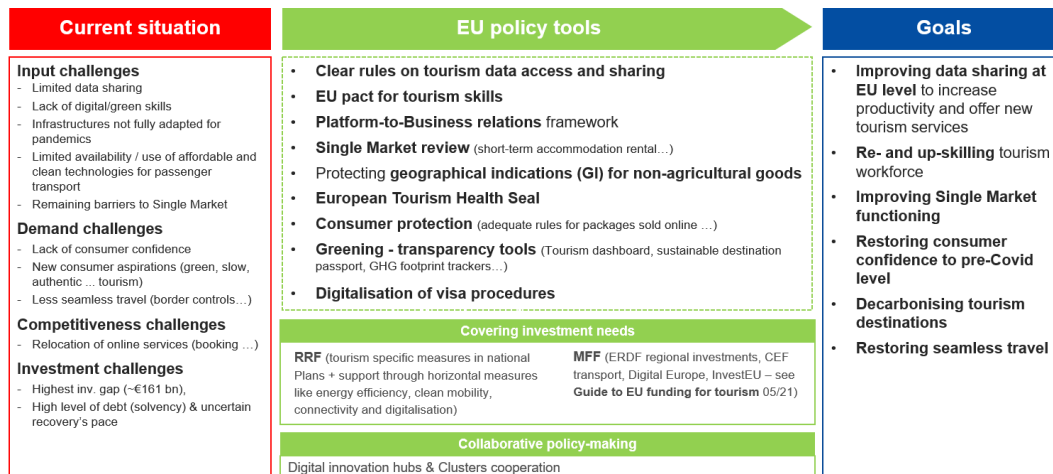 Current situation
Input challenges
- Limited data sharing
- Lack of digital/green skills
- Infrastructures not fully adapted for
pandemics
- Limited availability / use of affordable and
clean technologies for passenger
transport
- Remaining barriers to Single Market
Demand challenges
- Lack of consumer confidence
- New consumer aspirations (green, slow,
authentic ... tourism)
- Less seamless travel (border controls…)
Competitiveness challenges
- Relocation of online services (booking …)
Investment challenges
- Highest inv. gap (~€161 bn),
- High level of debt (solvency) & uncertain
recovery's pace
EU policy tools
• Clear rules on tourism data access and sharing
• EU pact for tourism skills
• Platform-to-Business relations framework
• Single Market review (short-term accommodation rental…)
• Protecting geographical indications (GI) for non-agricultural goods
• European Tourism Health Seal
• Consumer protection (adequate rules for packages sold online …)
• Greening - transparency tools (Tourism dashboard, sustainable destination
passport, GHG footprint trackers…)
• Digitalisation of visa procedures
Covering investment needs
RRF (tourism specific measures in national
Plans + support through horizontal measures
like energy efficiency, clean mobility,
connectivity and digitalisation)
MFF (ERDF regional investments, CEF
transport, Digital Europe, InvestEU – see
Guide to EU funding for tourism 05/21)
Collaborative policy-making
Digital innovation hubs & Clusters cooperation
Goals
• Improving data sharing at
EU level to increase
productivity and offer new
tourism services
• Re- and up-skilling tourism
workforce
• Improving Single Market
functioning
• Restoring consumer
confidence to pre-Covid
level
• Decarbonising tourism
destinations
• Restoring seamless travel